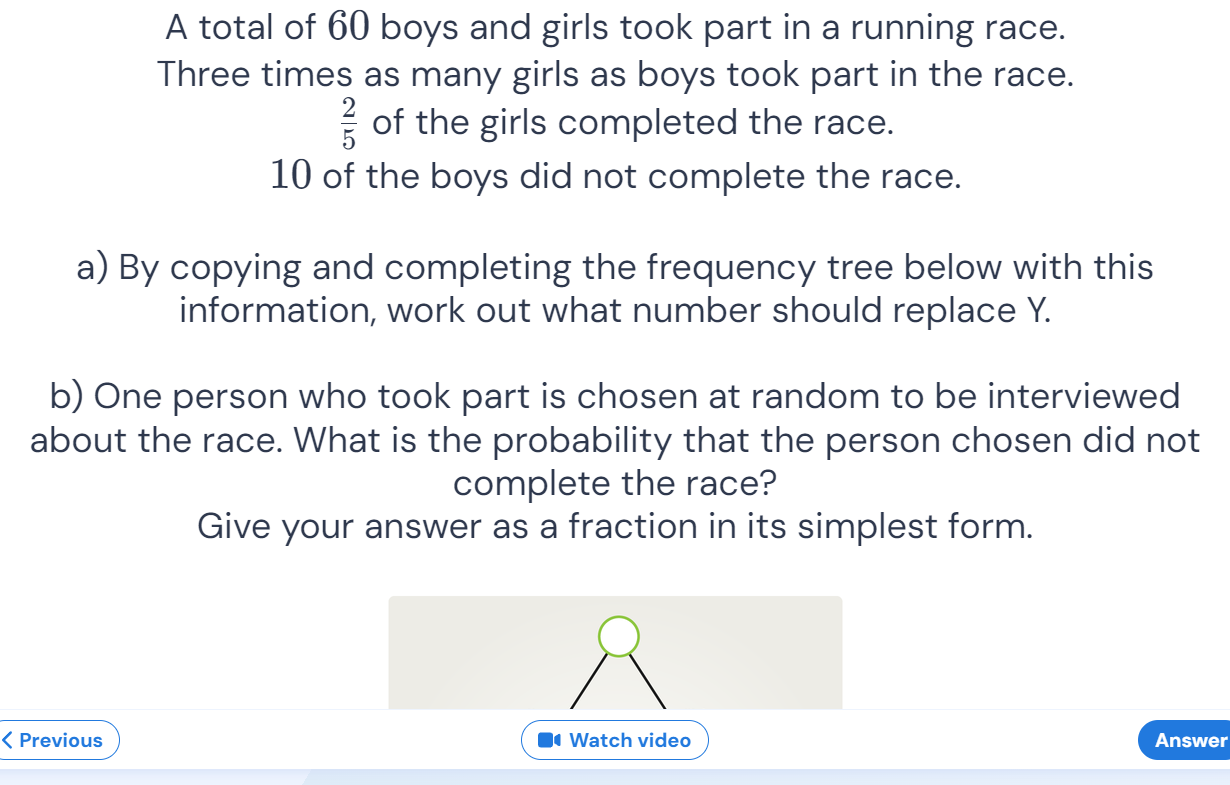 A total of 60 boys and girls took part in a running race.
Three times as many girls as boys took part in the race.
2/5 of the girls completed the race.
10 of the boys did not complete the race.
a) By copying and completing the frequency tree below with this
information, work out what number should replace Y.
b) One person who took part is chosen at random to be interviewed
about the race. What is the probability that the person chosen did not
complete the race?
Give your answer as a fraction in its simplest form.
Previous
Watch video
Answer